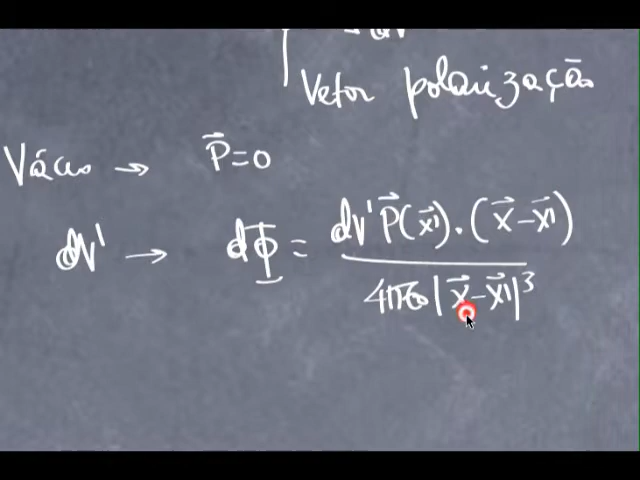 Vetor polarização
Vácuo → P⃗=0
dV' → dΦ = dV' P⃗(x⃗')·(x⃗-x⃗') / 4πε₀|x⃗-x⃗'|³